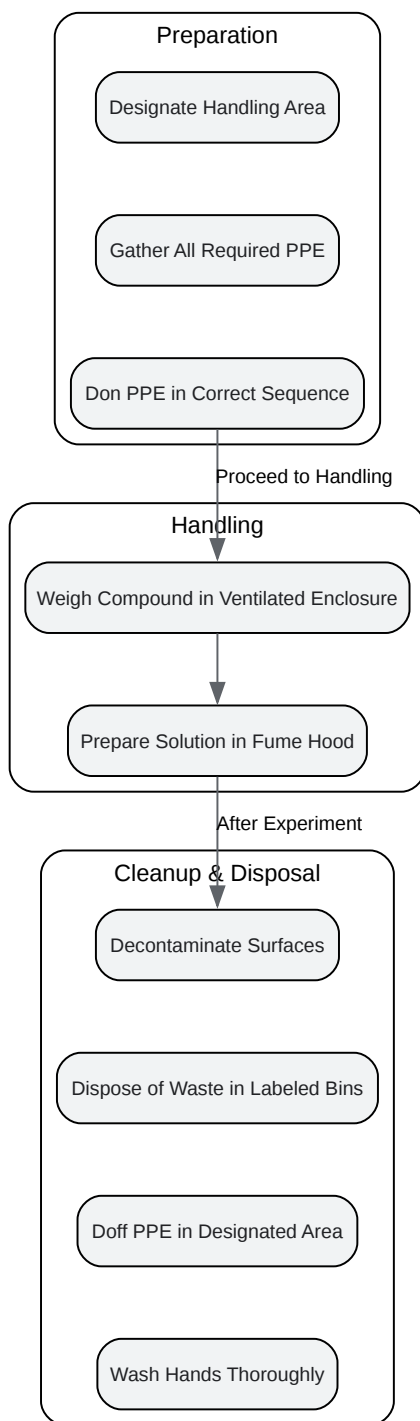 Preparation
Designate Handling Area
Gather All Required PPE
Don PPE in Correct Sequence
Proceed to Handling
Handling
Weigh Compound in Ventilated Enclosure
Prepare Solution in Fume Hood
After Experiment
Cleanup & Disposal
Decontaminate Surfaces
Dispose of Waste in Labeled Bins
Doff PPE in Designated Area
Wash Hands Thoroughly